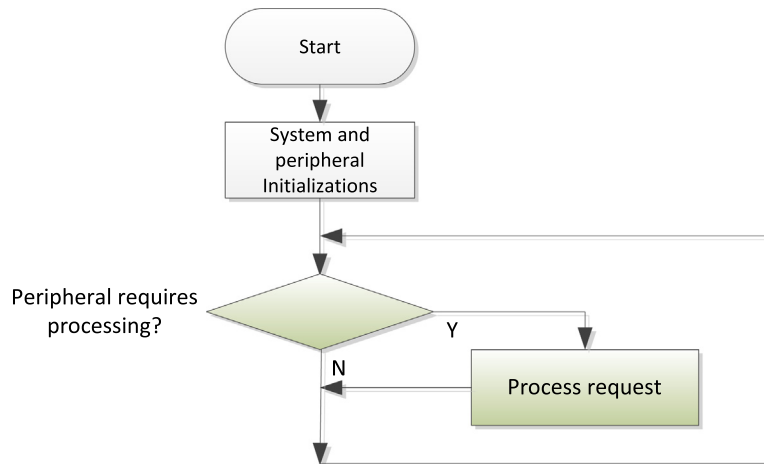 Start
System and
peripheral
Initializations
Peripheral requires
processing?
Y
N
Process request